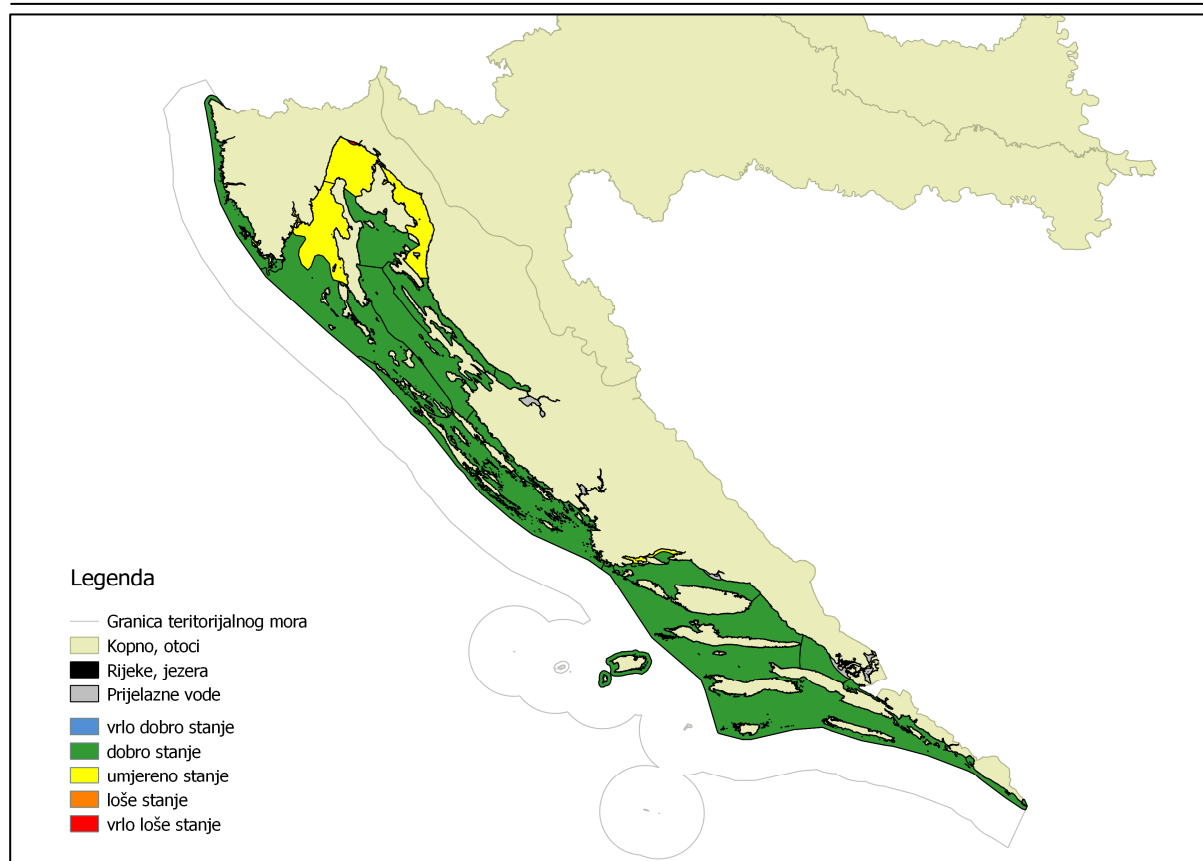 Legenda
Granica teritorijalnog mora
Kopno, otoci
Rijeke, jezera
Prijelazne vode
vrlo dobro stanje
dobro stanje
umjereno stanje
loše stanje
vrlo loše stanje